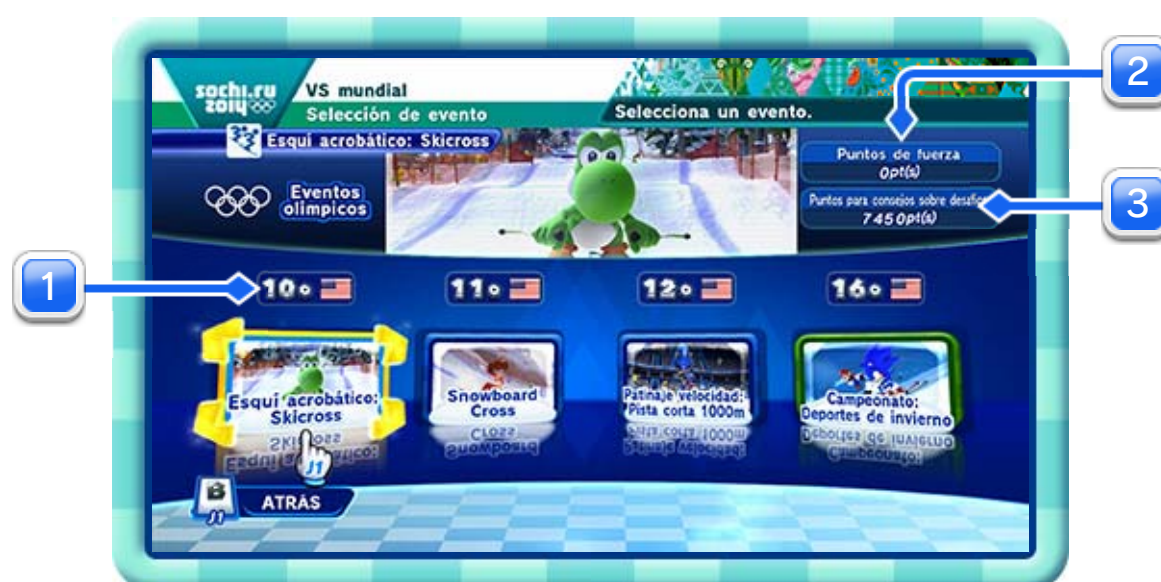 sochi.ru
2014
VS mundial
Selección de evento
Selecciona un evento.
Esquí acrobático: Skicross
Eventos
olímpicos
Puntos de fuerza
0pt(s)
Puntos para consejos sobre desafíos
7450pt(s)
1
2
3
10º
11º
12º
16º
Esquí acrobático:
Skicross
Snowboard
Cross
Patinaje velocidad:
Pista corta 1000m
Campeonato:
Deportes de invierno
J1
B
J1
ATRÁS